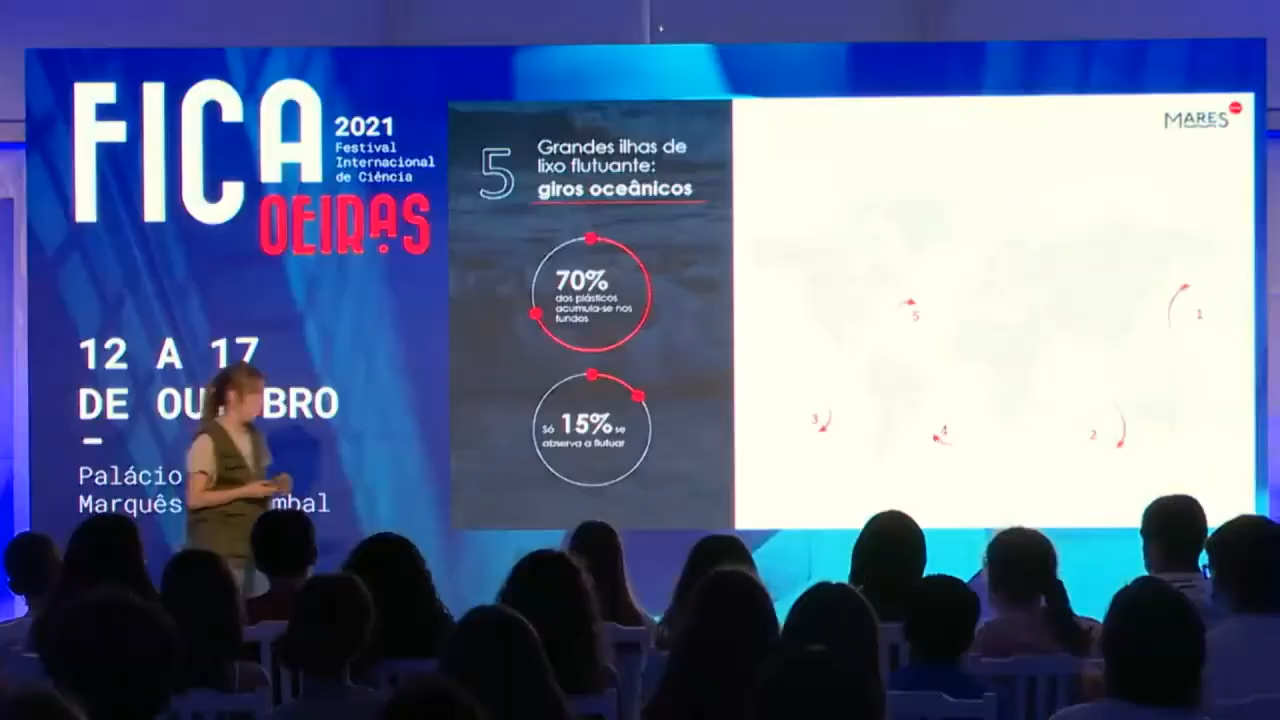 FICA
2021
Festival
Internacional
de Ciência
OEIRAS
12 A 17
DE OU BRO
Palácio
Marquês mbal
5
Grandes ilhas de
lixo flutuante:
giros oceânicos
70%
dos plásticos
acumula-se nos
fundos
Só 15% se
observa a flutuar
MARES
5
1
3
4
2